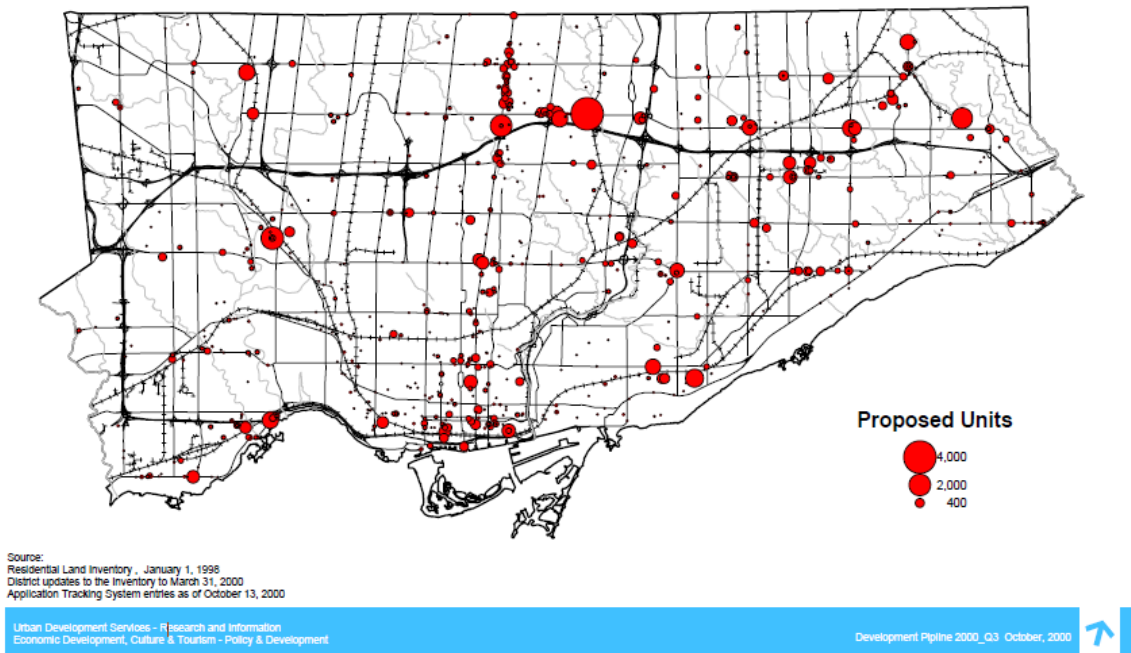 Proposed Units
4,000
2,000
400
Source:
Residential Land Inventory , January 1, 1998
District updates to the Inventory to March 31, 2000
Application Tracking System entries as of October 13, 2000
Urban Development Services - Research and Information
Economic Development, Culture & Tourism - Policy & Development
Development Pipline 2000_Q3 October, 2000